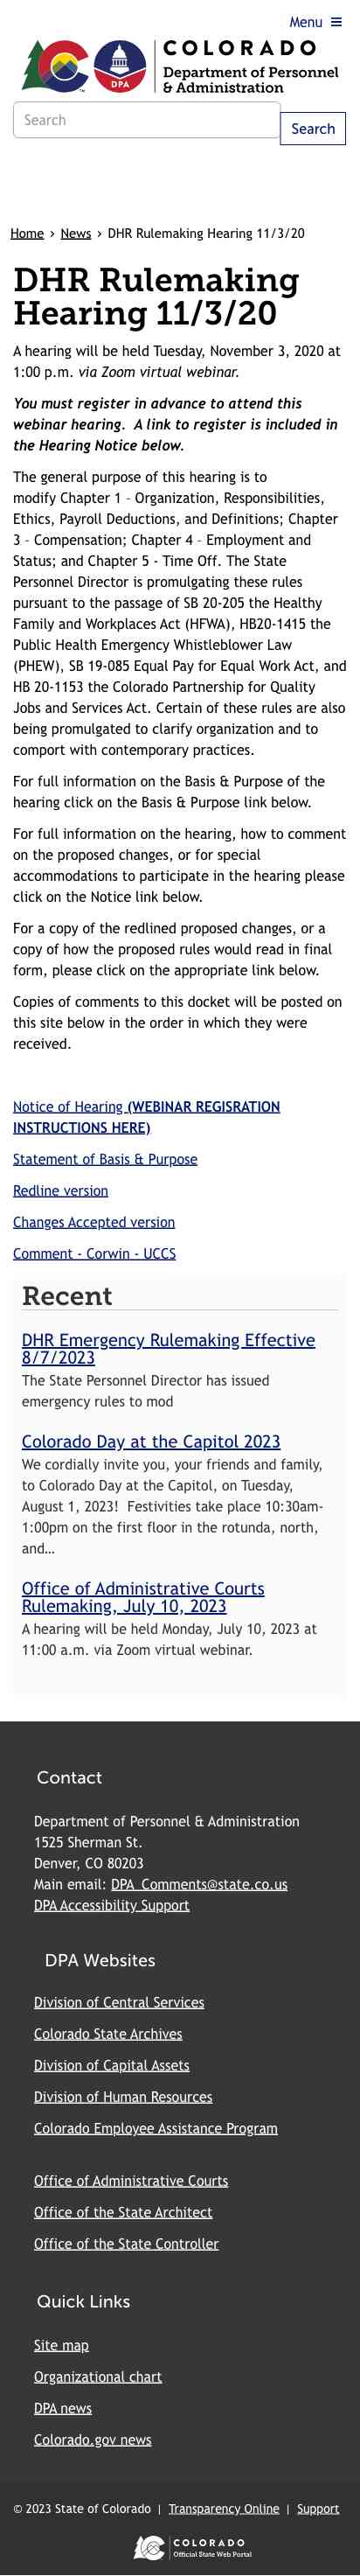 Menu
COLORADO
DPA
Department of Personnel
& Administration
Search
Search
Home › News › DHR Rulemaking Hearing 11/3/20
DHR Rulemaking
Hearing 11/3/20
A hearing will be held Tuesday, November 3, 2020 at
1:00 p.m. via Zoom virtual webinar.
You must register in advance to attend this
webinar hearing.  A link to register is included in
the Hearing Notice below.
The general purpose of this hearing is to
modify Chapter 1 – Organization, Responsibilities,
Ethics, Payroll Deductions, and Definitions; Chapter
3 – Compensation; Chapter 4 – Employment and
Status; and Chapter 5 - Time Off. The State
Personnel Director is promulgating these rules
pursuant to the passage of SB 20-205 the Healthy
Family and Workplaces Act (HFWA), HB20-1415 the
Public Health Emergency Whistleblower Law
(PHEW), SB 19-085 Equal Pay for Equal Work Act, and
HB 20-1153 the Colorado Partnership for Quality
Jobs and Services Act. Certain of these rules are also
being promulgated to clarify organization and to
comport with contemporary practices.
For full information on the Basis & Purpose of the
hearing click on the Basis & Purpose link below.
For full information on the hearing, how to comment
on the proposed changes, or for special
accommodations to participate in the hearing please
click on the Notice link below.
For a copy of the redlined proposed changes, or a
copy of how the proposed rules would read in final
form, please click on the appropriate link below.
Copies of comments to this docket will be posted on
this site below in the order in which they were
received.
Notice of Hearing (WEBINAR REGISRATION
INSTRUCTIONS HERE)
Statement of Basis & Purpose
Redline version
Changes Accepted version
Comment - Corwin - UCCS
Recent
DHR Emergency Rulemaking Effective
8/7/2023
The State Personnel Director has issued
emergency rules to mod
Colorado Day at the Capitol 2023
We cordially invite you, your friends and family,
to Colorado Day at the Capitol, on Tuesday,
August 1, 2023!  Festivities take place 10:30am-
1:00pm on the first floor in the rotunda, north,
and…
Office of Administrative Courts
Rulemaking, July 10, 2023
A hearing will be held Monday, July 10, 2023 at
11:00 a.m. via Zoom virtual webinar.
Contact
Department of Personnel & Administration
1525 Sherman St.
Denver, CO 80203
Main email: DPA_Comments@state.co.us
DPA Accessibility Support
DPA Websites
Division of Central Services
Colorado State Archives
Division of Capital Assets
Division of Human Resources
Colorado Employee Assistance Program
Office of Administrative Courts
Office of the State Architect
Office of the State Controller
Quick Links
Site map
Organizational chart
DPA news
Colorado.gov news
© 2023 State of Colorado | Transparency Online | Support
COLORADO
Official State Web Portal